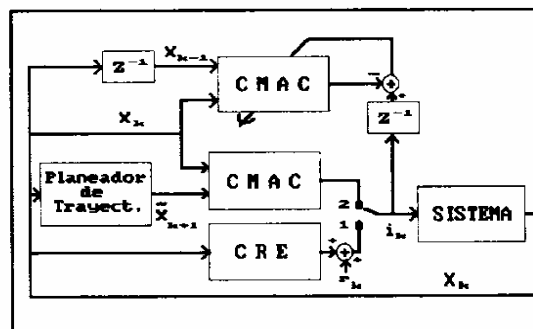 Z⁻¹
X_{k-1}
CMAC
−
+
Z⁻¹
X_k
Planeador
de
Trayect.
X̃_{k+1}
CMAC
2
1
i_k
SISTEMA
CRE
+
+
+
r_k
X_k